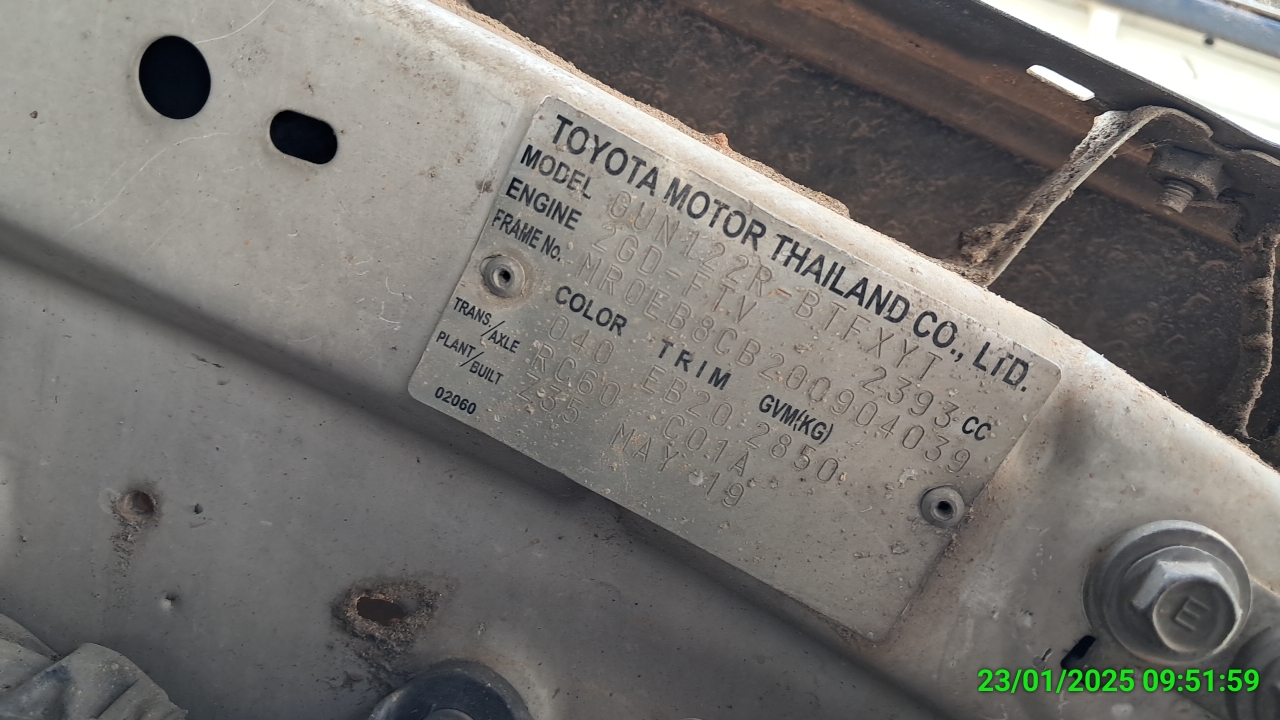 TOYOTA MOTOR THAILAND CO., LTD.
MODEL GUN122R-BTFXYT
ENGINE 2GD-FTV 2393 CC
FRAME No. MR0EB8CB200904039
COLOR TRIM GVM(KG)
040 EB20 2850
TRANS./AXLE RC60 C01A
PLANT/BUILT Z35 MAY 19
02060
E
23/01/2025 09:51:59